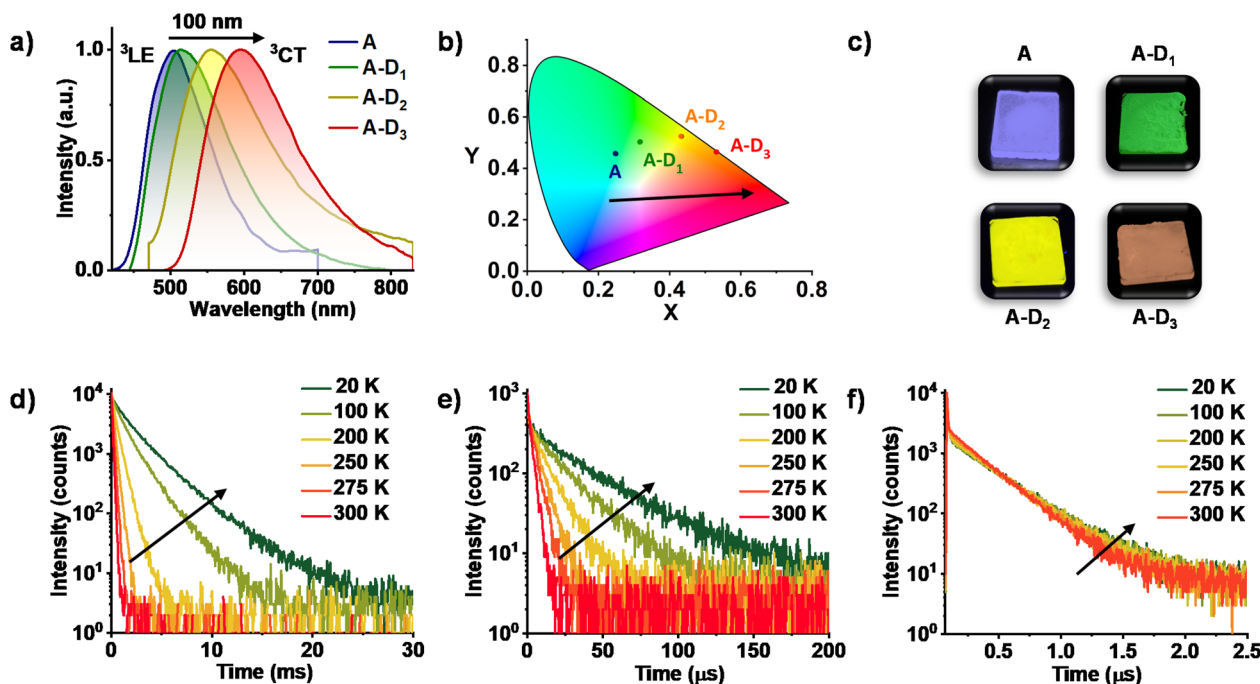 a)
100 nm
³LE
³CT
A
A-D₁
A-D₂
A-D₃
Intensity (a.u.)
1.0
0.5
0.0
500
600
700
800
Wavelength (nm)
b)
Y
0.8
0.6
0.4
0.2
0.0
A
A-D₁
A-D₂
A-D₃
0.0
0.2
0.4
0.6
0.8
X
c)
A
A-D₁
A-D₂
A-D₃
d)
Intensity (counts)
10⁴
10³
10²
10¹
10⁰
20 K
100 K
200 K
250 K
275 K
300 K
0
10
20
30
Time (ms)
e)
Intensity (counts)
10³
10²
10¹
10⁰
20 K
100 K
200 K
250 K
275 K
300 K
0
50
100
150
200
Time (μs)
f)
Intensity (counts)
10⁴
10³
10²
10¹
10⁰
20 K
100 K
200 K
250 K
275 K
300 K
0.5
1.0
1.5
2.0
2.5
Time (μs)